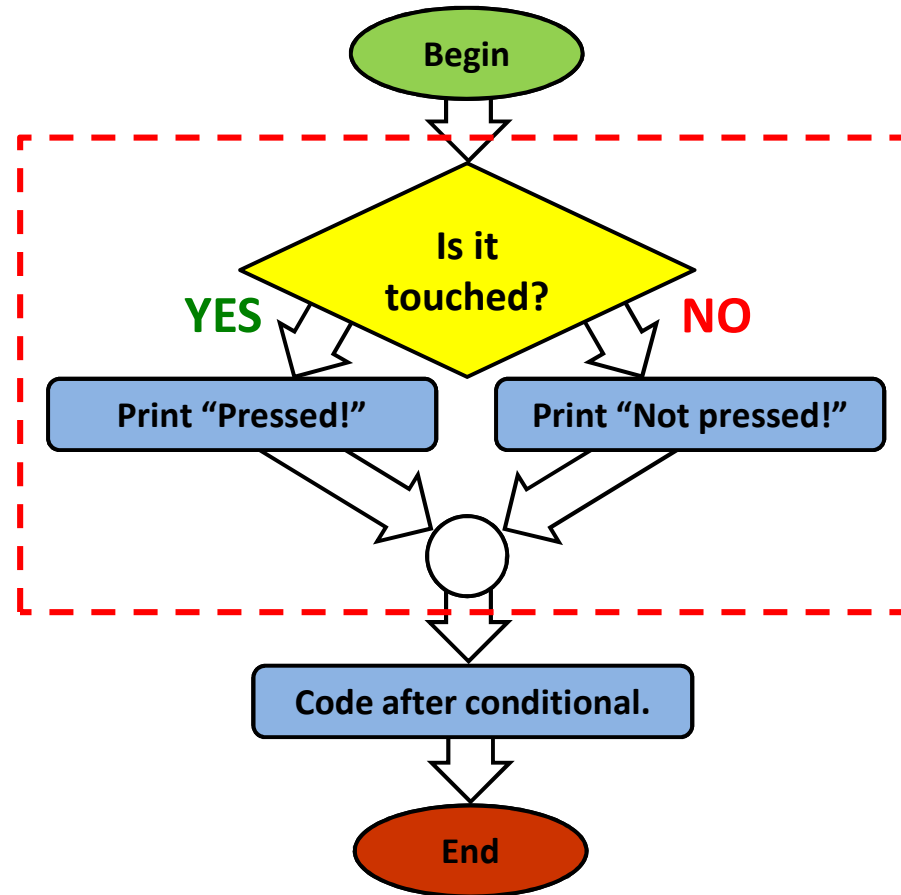 Begin
Is it
touched?
YES
NO
Print “Pressed!”
Print “Not pressed!”
Code after conditional.
End